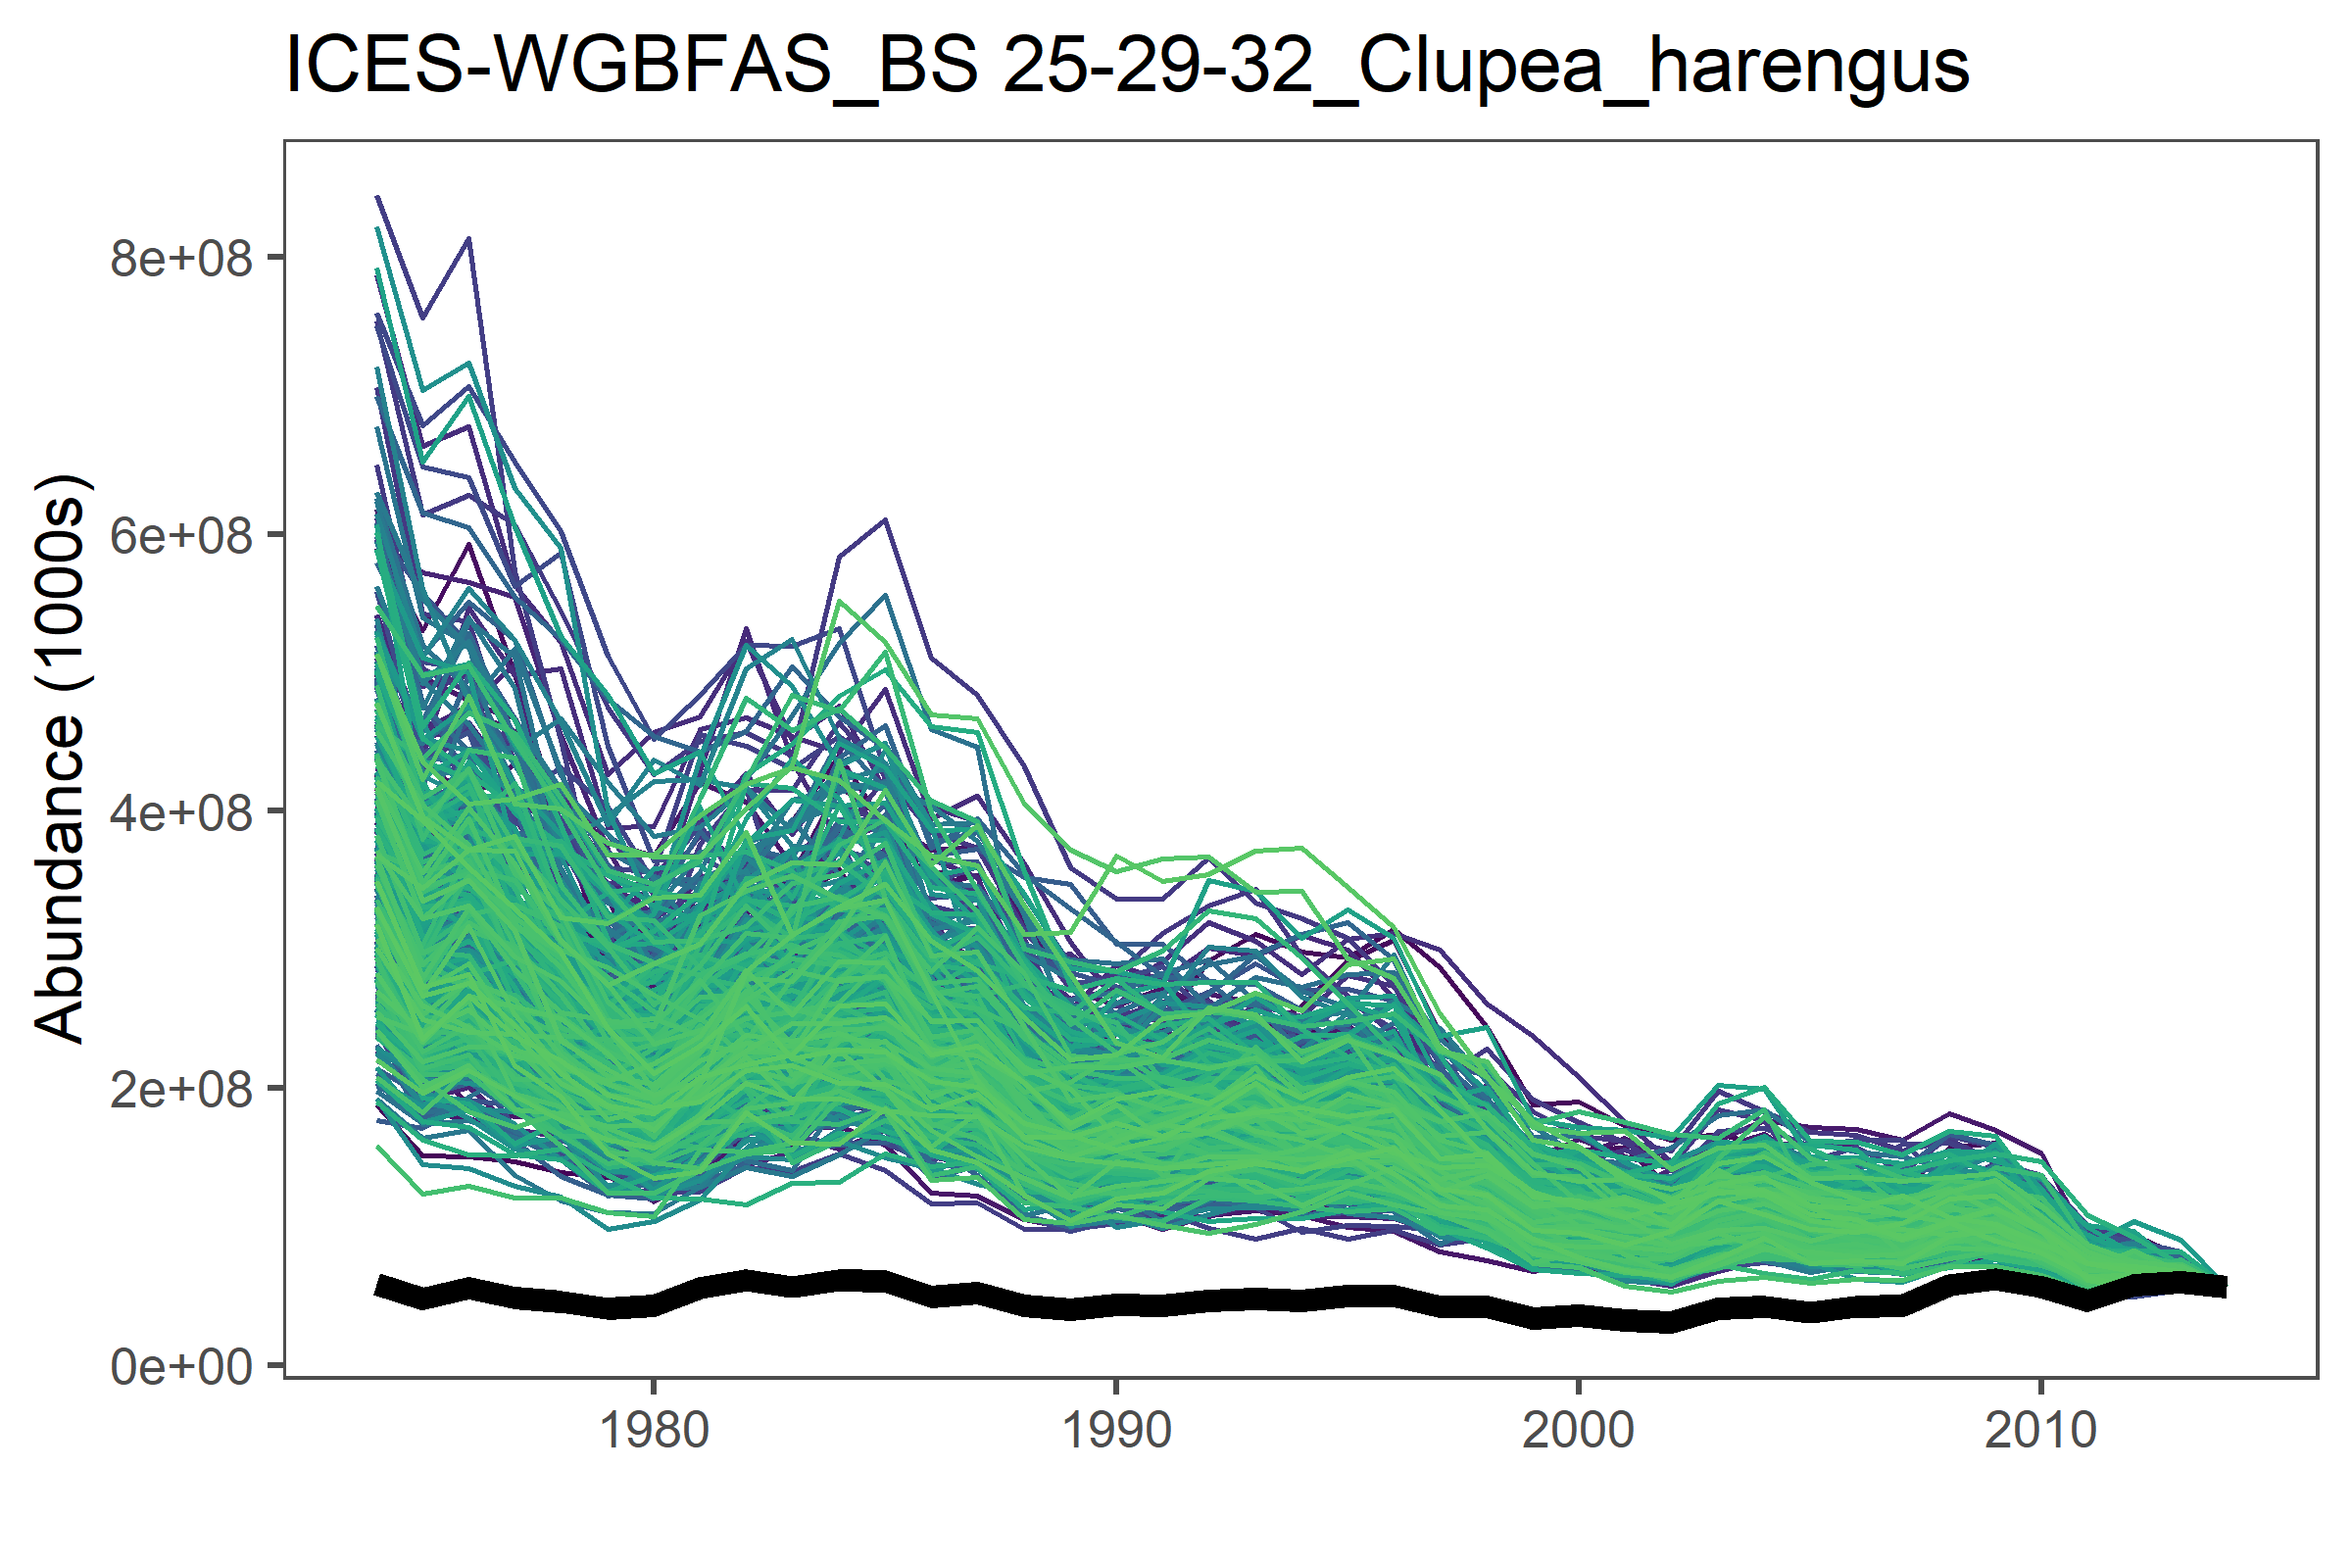 ICES-WGBFAS_BS 25-29-32_Clupea_harengus
Abundance (1000s)
8e+08
6e+08
4e+08
2e+08
0e+00
1980 1990 2000 2010